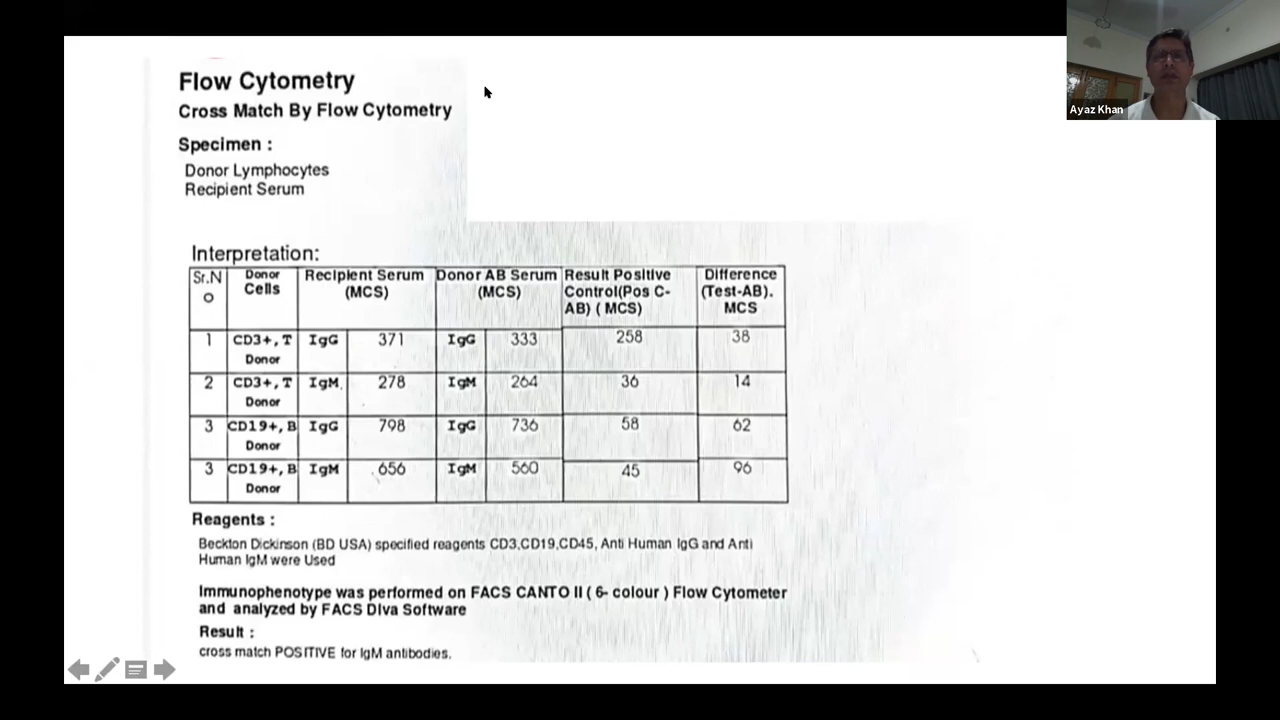 Flow Cytometry
Cross Match By Flow Cytometry
Specimen :
Donor Lymphocytes
Recipient Serum
Interpretation:
Sr.No Donor Cells Recipient Serum (MCS) Donor AB Serum (MCS) Result Positive Control(Pos C-AB) ( MCS) Difference (Test-AB). MCS
1 CD3+, T Donor IgG 371 IgG 333 258 38
2 CD3+, T Donor IgM. 278 IgM 264 36 14
3 CD19+, B Donor IgG 798 IgG 736 58 62
3 CD19+, B Donor IgM 656 IgM 560 45 96
Reagents :
Beckton Dickinson (BD USA) specified reagents CD3,CD19,CD45, Anti Human IgG and Anti
Human IgM were Used
Immunophenotype was performed on FACS CANTO II ( 6- colour ) Flow Cytometer
and analyzed by FACS Diva Software
Result :
cross match POSITIVE for IgM antibodies.
Ayaz Khan